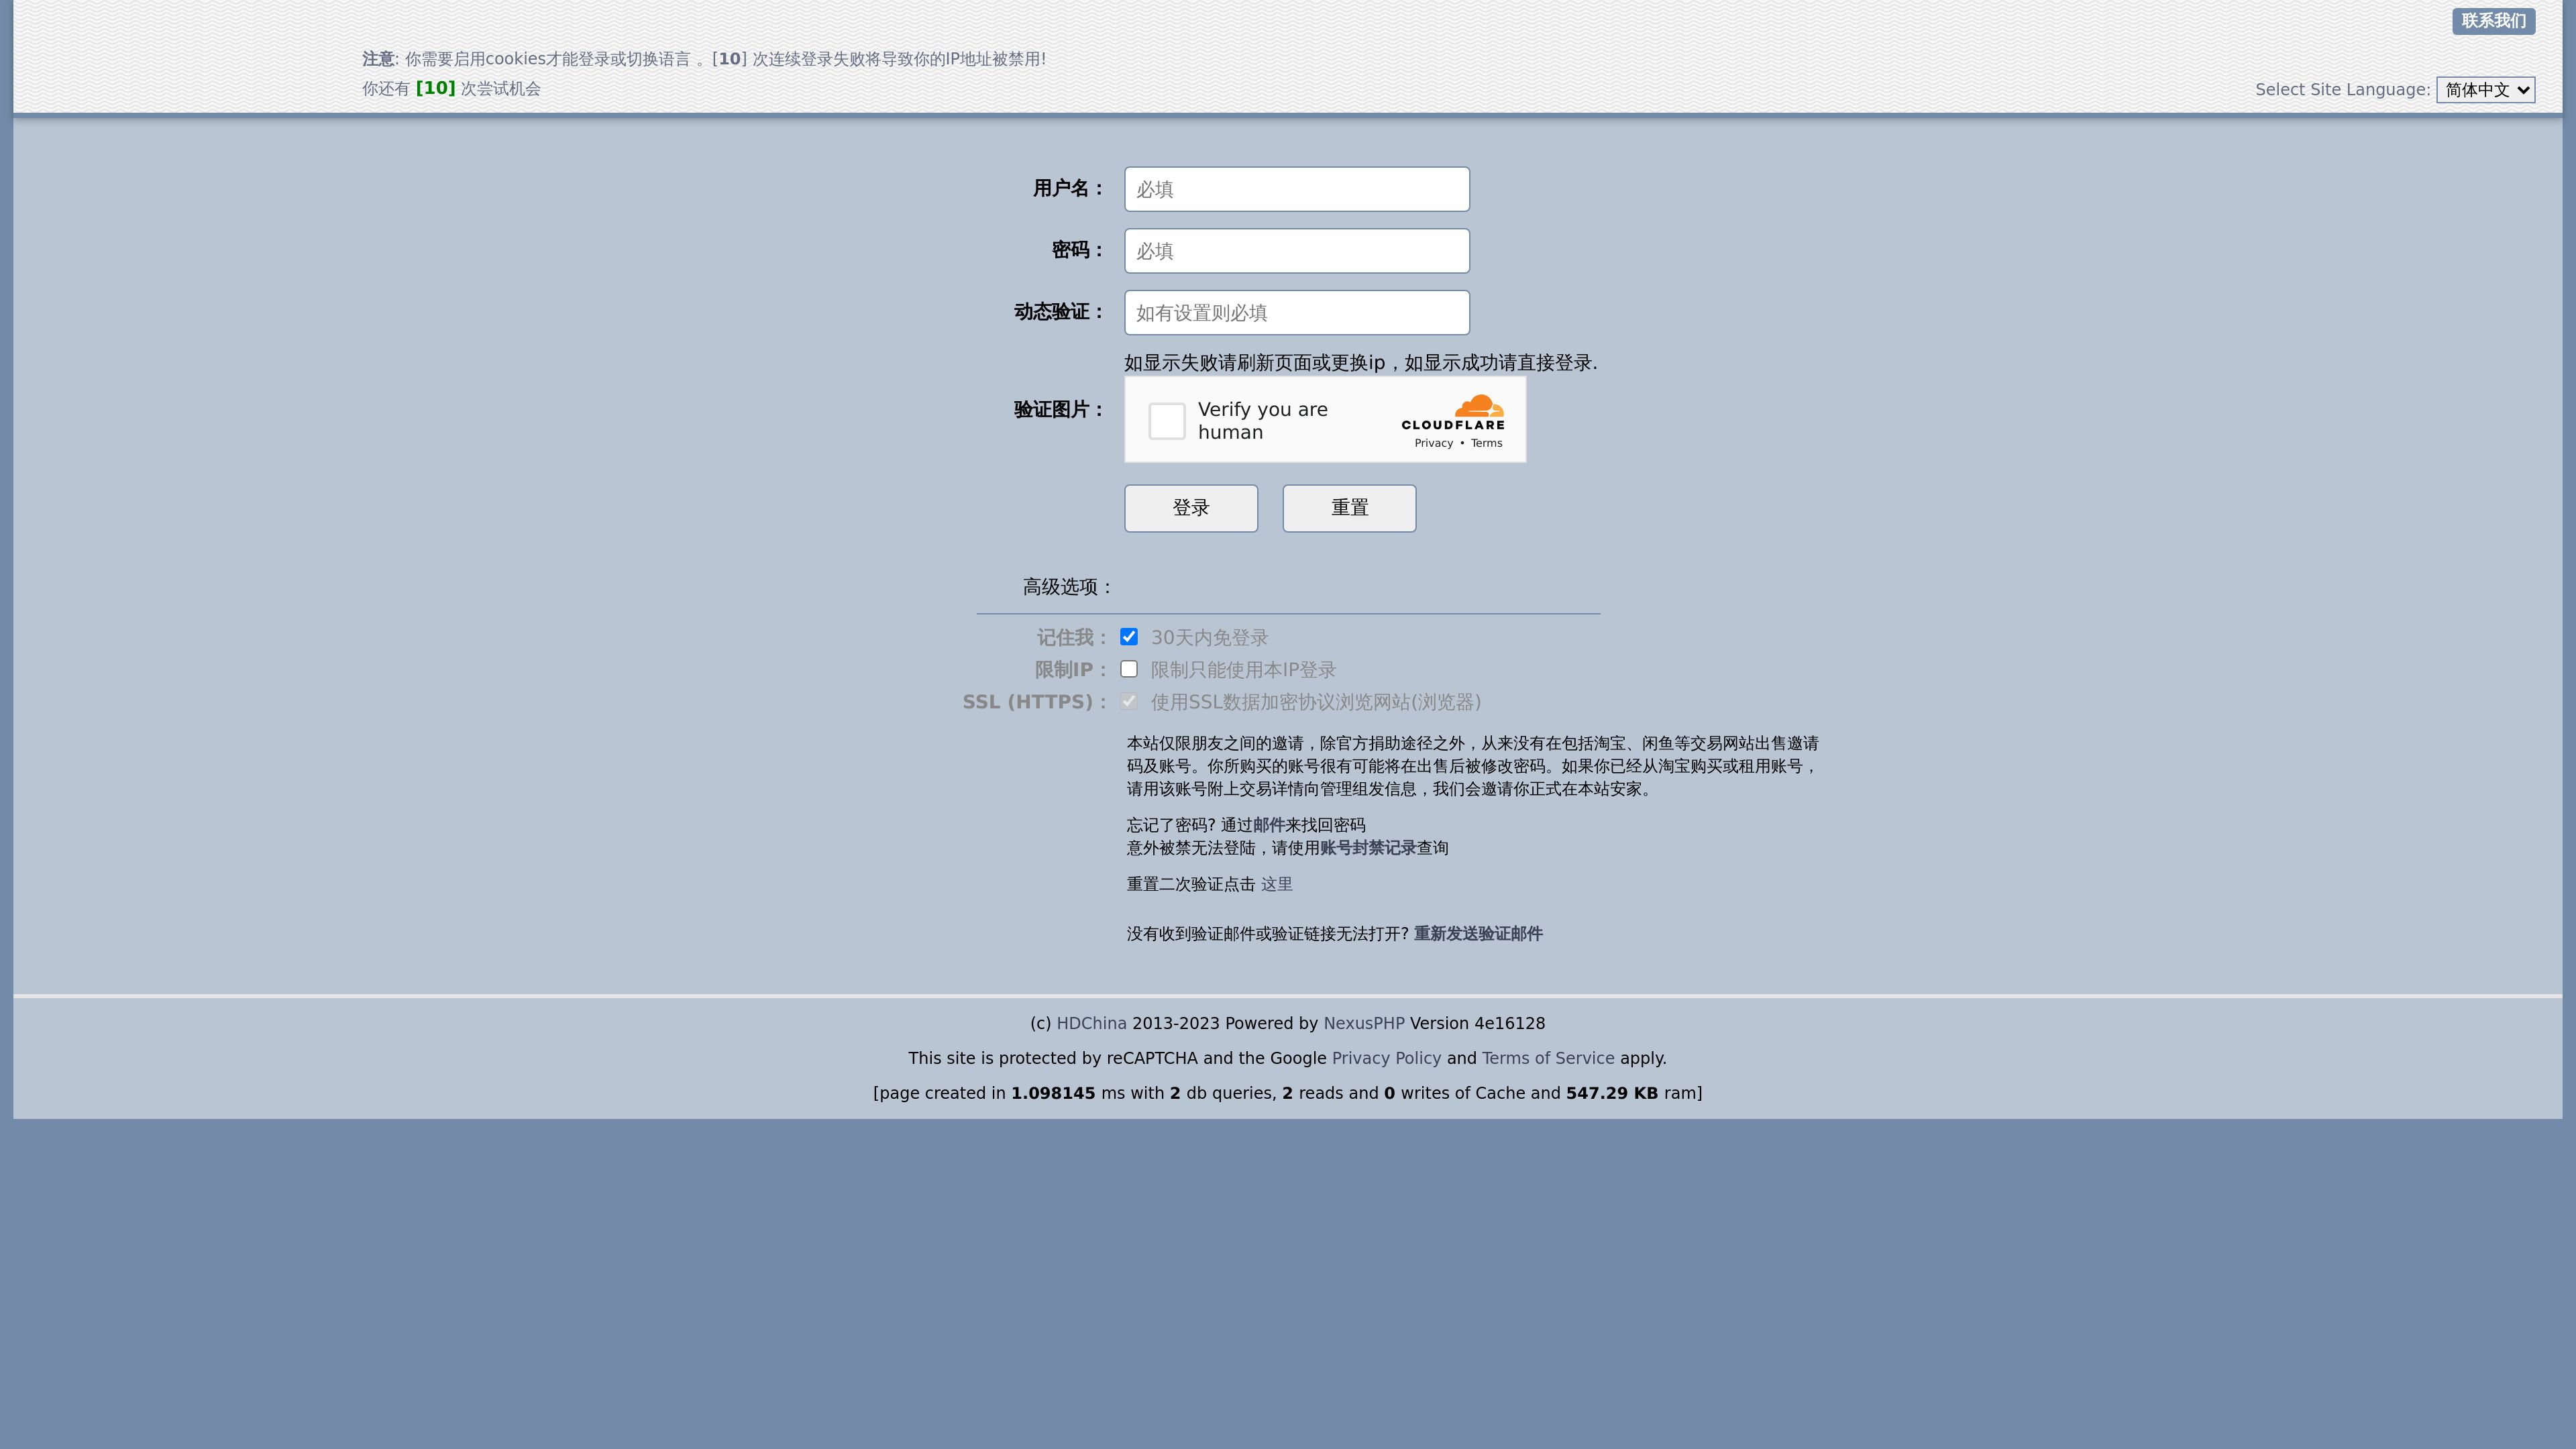 联系我们
注意: 你需要启用cookies才能登录或切换语言 。[10] 次连续登录失败将导致你的IP地址被禁用!
你还有 [10] 次尝试机会
Select Site Language: 简体中文
用户名：
必填
密码：
必填
动态验证：
如有设置则必填
如显示失败请刷新页面或更换ip，如显示成功请直接登录.
验证图片：
Verify you are
human
CLOUDFLARE
Privacy • Terms
登录
重置
高级选项：
记住我： 30天内免登录
限制IP： 限制只能使用本IP登录
SSL (HTTPS)： 使用SSL数据加密协议浏览网站(浏览器)
本站仅限朋友之间的邀请，除官方捐助途径之外，从来没有在包括淘宝、闲鱼等交易网站出售邀请
码及账号。你所购买的账号很有可能将在出售后被修改密码。如果你已经从淘宝购买或租用账号，
请用该账号附上交易详情向管理组发信息，我们会邀请你正式在本站安家。
忘记了密码? 通过邮件来找回密码
意外被禁无法登陆，请使用账号封禁记录查询
重置二次验证点击 这里
没有收到验证邮件或验证链接无法打开? 重新发送验证邮件
(c) HDChina 2013-2023 Powered by NexusPHP Version 4e16128
This site is protected by reCAPTCHA and the Google Privacy Policy and Terms of Service apply.
[page created in 1.098145 ms with 2 db queries, 2 reads and 0 writes of Cache and 547.29 KB ram]